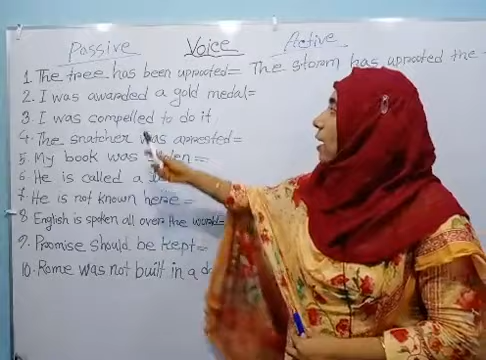 Passive Voice Active
1. The tree has been uprooted= The storm has uprooted the
2. I was awarded a gold medal=
3. I was compelled to do it
4. The snatcher was arrested=
5. My book was =
6. He is called a
7. He is not known here =
8 English is spoken all over the world=
9. Promise should be kept=
10. Rome was not built in a